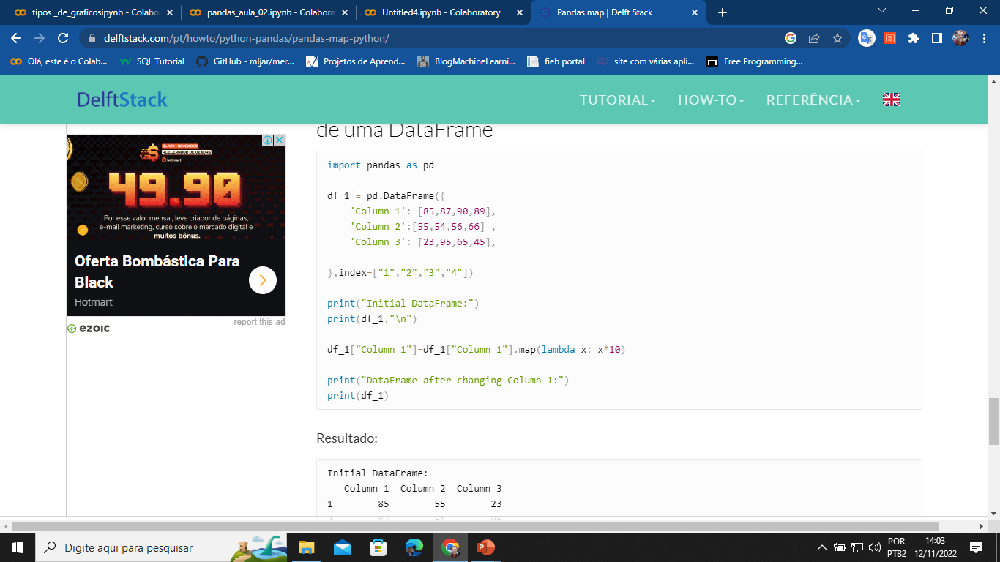 tipos _de_graficosipynb - Colabo
pandas_aula_02.ipynb - Colabora
Untitled4.ipynb - Colaboratory
Pandas map | Delft Stack
delftstack.com/pt/howto/python-pandas/pandas-map-python/
Olá, este é o Colab...
SQL Tutorial
GitHub - mljar/mer...
Projetos de Aprend...
BlogMachineLearni...
fieb portal
site com várias apli...
Free Programming...
DelftStack
TUTORIAL
HOW-TO
REFERÊNCIA
de uma DataFrame
BLACK - NOVEMBER
ACELERADOR DE VENDAS
hotmart
49.90
Por esse valor mensal, leve criador de páginas,
e-mail marketing, curso sobre o mercado digital e
muitos bônus.
Oferta Bombástica Para
Black
Hotmart
report this ad
ezoic
import pandas as pd
df_1 = pd.DataFrame({
'Column 1': [85,87,90,89],
'Column 2':[55,54,56,66] ,
'Column 3': [23,95,65,45],
},index=["1","2","3","4"])
print("Initial DataFrame:")
print(df_1,"\n")
df_1["Column 1"]=df_1["Column 1"].map(lambda x: x*10)
print("DataFrame after changing Column 1:")
print(df_1)
Resultado:
Initial DataFrame:
Column 1 Column 2 Column 3
1 85 55 23
2 87 54 95
Digite aqui para pesquisar
POR
PTB2
14:03
12/11/2022